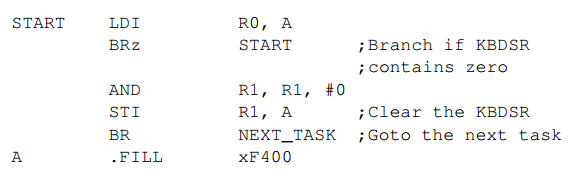 START LDI R0, A
BRz START ;Branch if KBDSR
;contains zero
AND R1, R1, #0
STI R1, A ;Clear the KBDSR
BR NEXT_TASK ;Goto the next task
A .FILL xF400